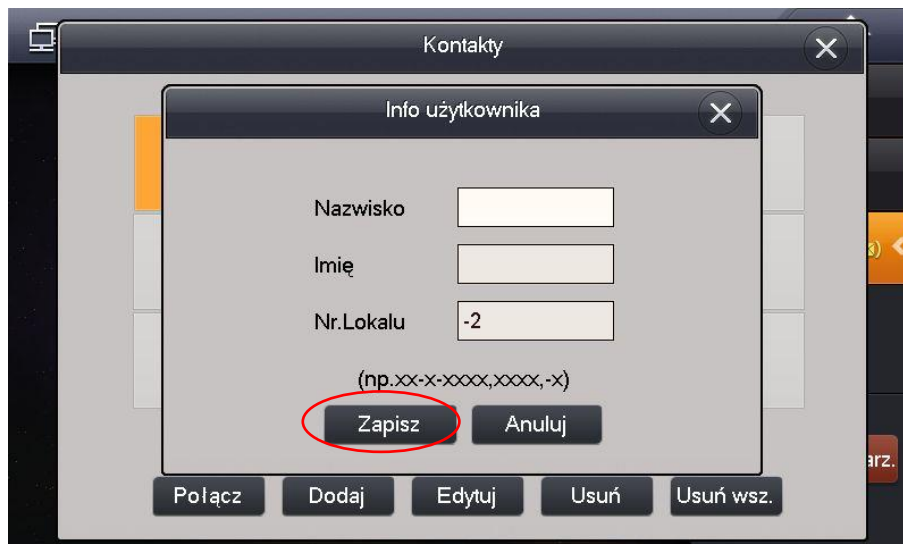 Kontakty
Info użytkownika
Nazwisko
Imię
Nr.Lokalu -2
(np.xx-x-xxxx,xxxx,-x)
Zapisz Anuluj
Połącz Dodaj Edytuj Usuń Usuń wsz.